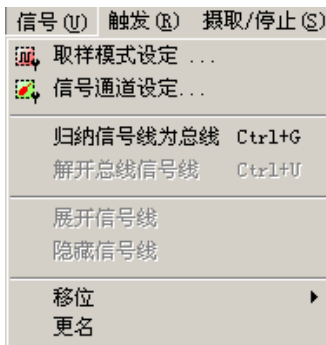 信号(U) 触发(R) 摄取/停止(S)
取样模式设定 ...
信号通道设定...
归纳信号线为总线 Ctrl+G
解开总线信号线 Ctrl+U
展开信号线
隐藏信号线
移位
更名